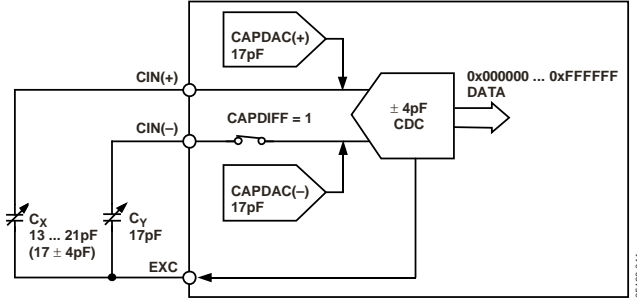 CAPDAC(+)
17pF
CIN(+)
0x000000 ... 0xFFFFFF
DATA
± 4pF
CDC
CAPDIFF = 1
CIN(–)
CAPDAC(–)
17pF
CX
13 ... 21pF
(17 ± 4pF)
CY
17pF
EXC